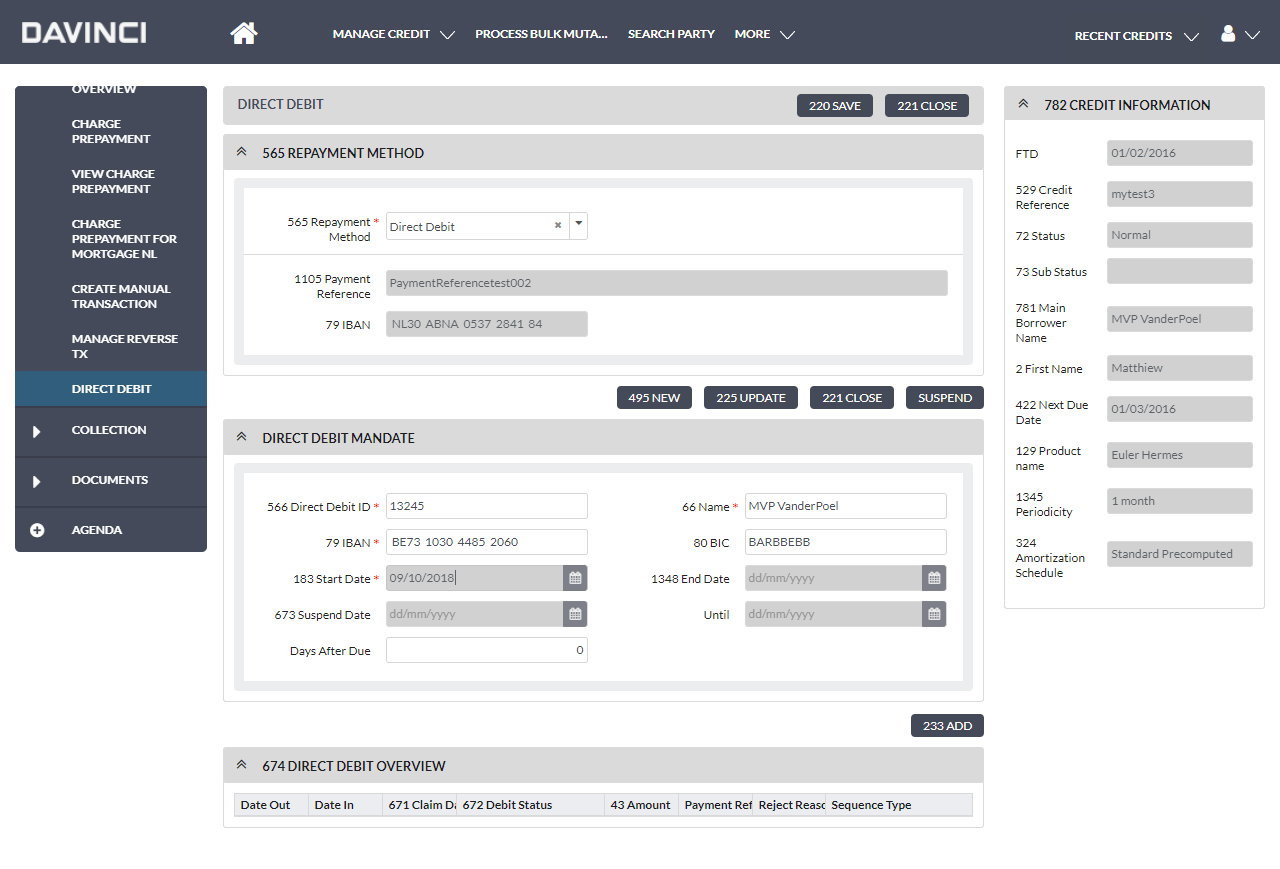 DAVINCI
MANAGE CREDIT
PROCESS BULK MUTA...
SEARCH PARTY
MORE
RECENT CREDITS
OVERVIEW
CHARGE
PREPAYMENT
VIEW CHARGE
PREPAYMENT
CHARGE
PREPAYMENT FOR
MORTGAGE NL
CREATE MANUAL
TRANSACTION
MANAGE REVERSE
TX
DIRECT DEBIT
COLLECTION
DOCUMENTS
AGENDA
DIRECT DEBIT
220 SAVE
221 CLOSE
565 REPAYMENT METHOD
565 Repayment *
Method
Direct Debit
1105 Payment
Reference
PaymentReferencetest002
79 IBAN
NL30 ABNA 0537 2841 84
495 NEW
225 UPDATE
221 CLOSE
SUSPEND
DIRECT DEBIT MANDATE
566 Direct Debit ID * 13245
66 Name * MVP VanderPoel
79 IBAN * BE73 1030 4485 2060
80 BIC BARBBEBB
183 Start Date * 09/10/2018
1348 End Date dd/mm/yyyy
673 Suspend Date dd/mm/yyyy
Until dd/mm/yyyy
Days After Due 0
233 ADD
674 DIRECT DEBIT OVERVIEW
Date Out Date In 671 Claim Da 672 Debit Status 43 Amount Payment Ref Reject Reaso Sequence Type
782 CREDIT INFORMATION
FTD 01/02/2016
529 Credit
Reference
mytest3
72 Status Normal
73 Sub Status
781 Main
Borrower
Name
MVP VanderPoel
2 First Name Matthiew
422 Next Due
Date
01/03/2016
129 Product
name
Euler Hermes
1345
Periodicity
1 month
324
Amortization
Schedule
Standard Precomputed